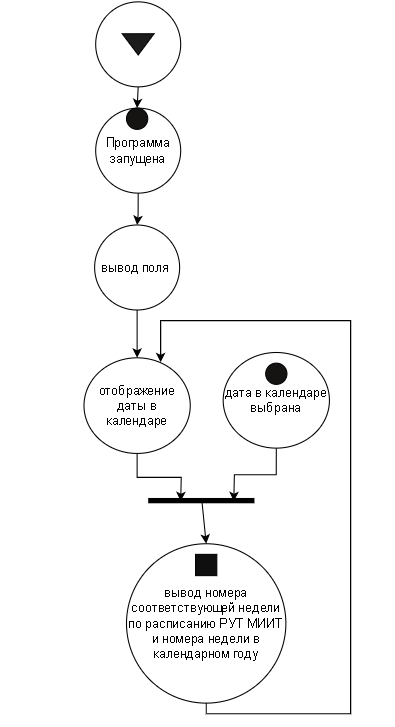 Программа
запущена
вывод поля
отображение
даты в
календаре
дата в календаре
выбрана
вывод номера
соответствующей недели
по расписанию РУТ МИИТ
и номера недели в
календарном году